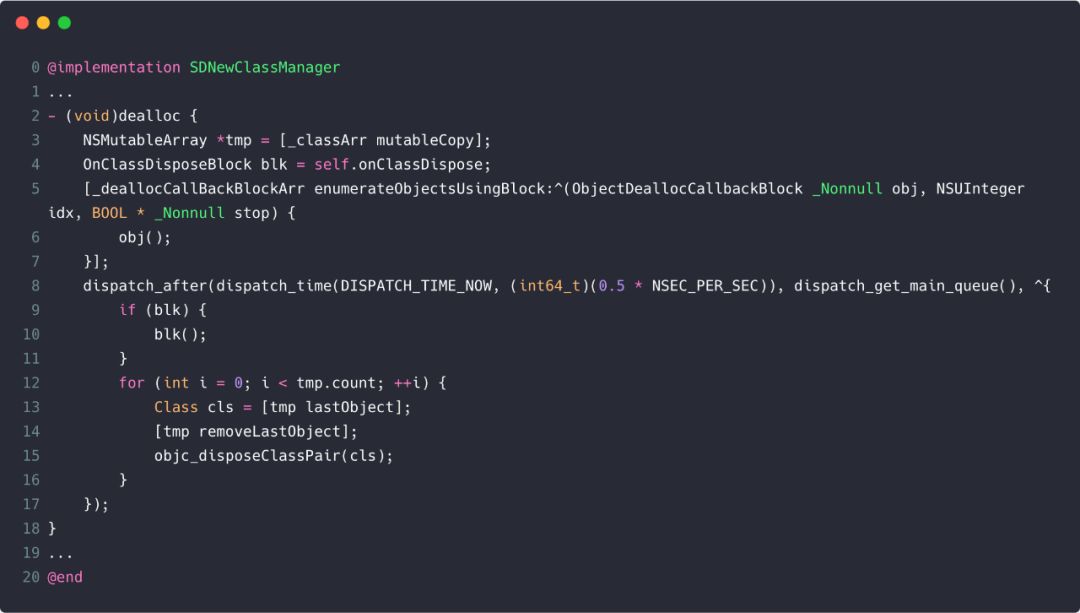 0 @implementation SDNewClassManager
1 ...
2 - (void)dealloc {
3     NSMutableArray *tmp = [_classArr mutableCopy];
4     OnClassDisposeBlock blk = self.onClassDispose;
5     [_deallocCallBackBlockArr enumerateObjectsUsingBlock:^(ObjectDeallocCallbackBlock _Nonnull obj, NSUInteger
idx, BOOL * _Nonnull stop) {
6         obj();
7     }];
8     dispatch_after(dispatch_time(DISPATCH_TIME_NOW, (int64_t)(0.5 * NSEC_PER_SEC)), dispatch_get_main_queue(), ^{
9         if (blk) {
10             blk();
11         }
12         for (int i = 0; i < tmp.count; ++i) {
13             Class cls = [tmp lastObject];
14             [tmp removeLastObject];
15             objc_disposeClassPair(cls);
16         }
17     });
18 }
19 ...
20 @end